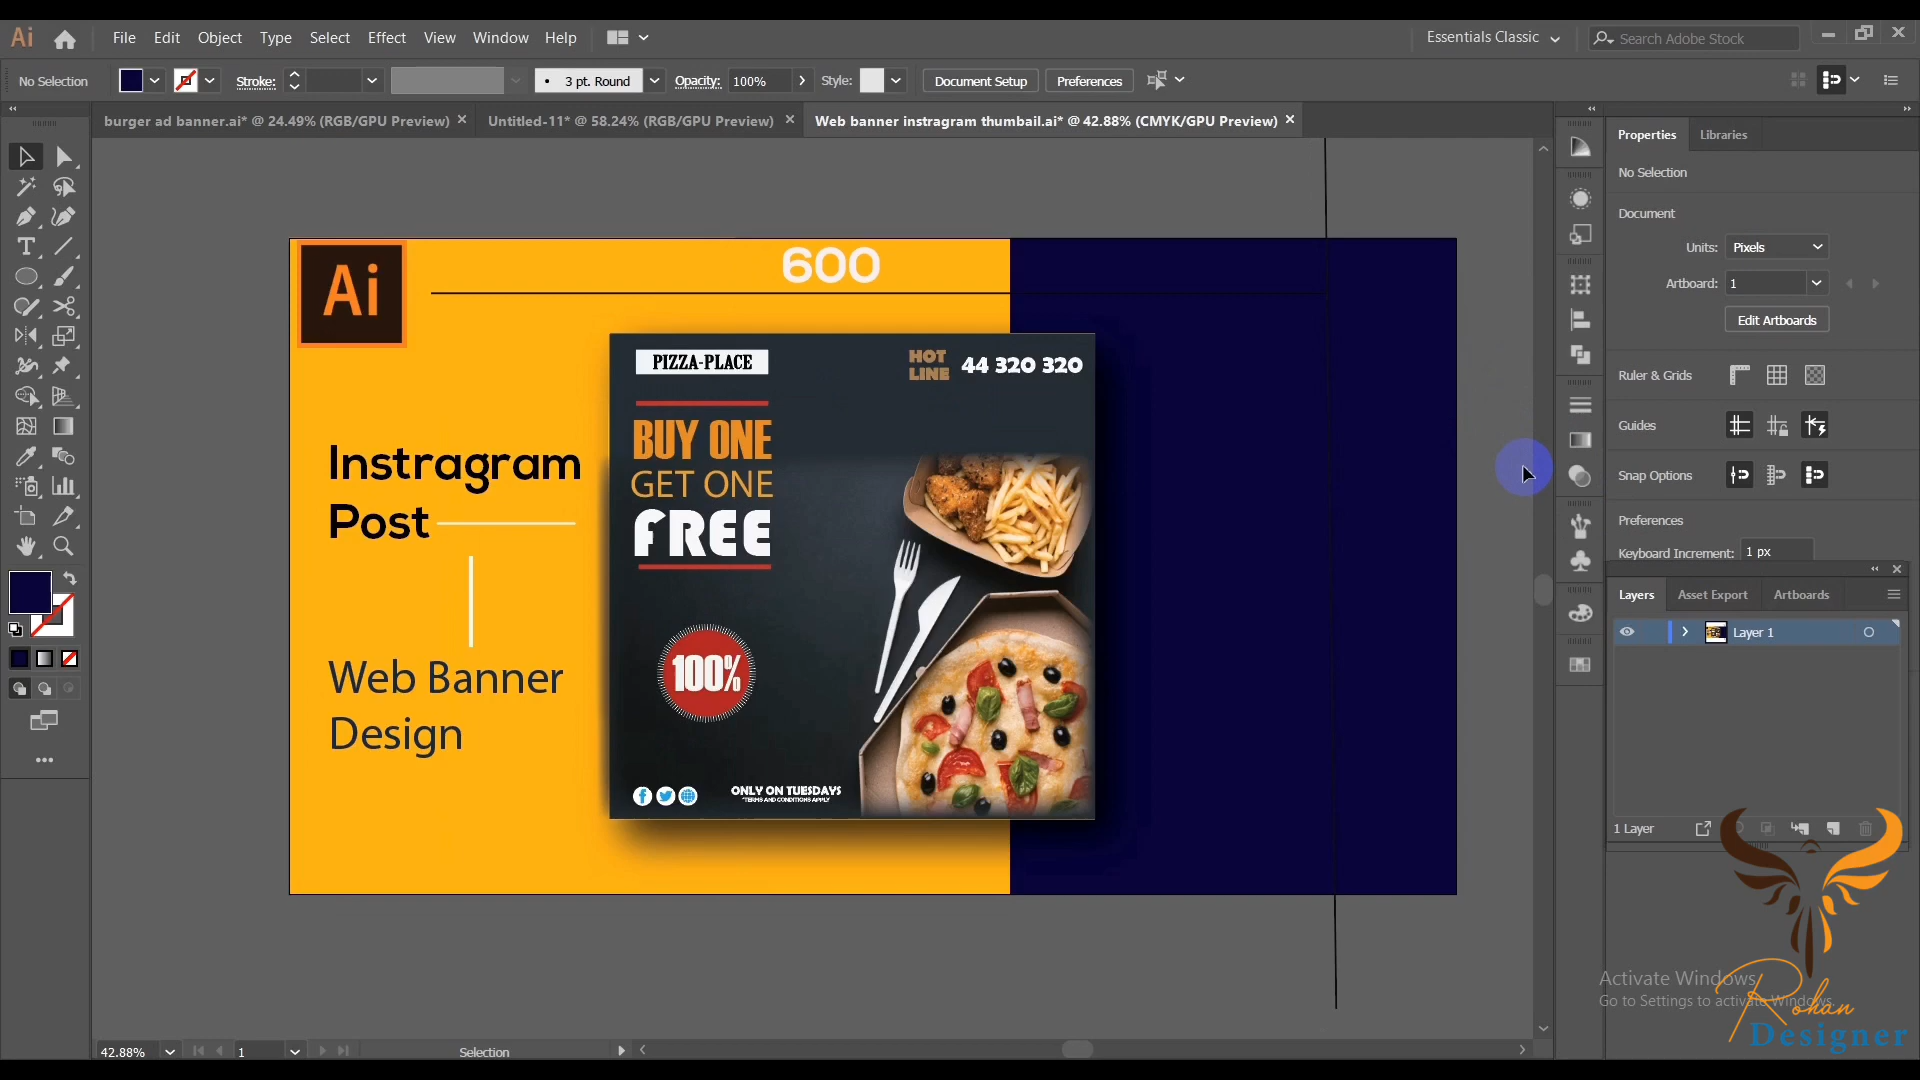 Ai
File Edit Object Type Select Effect View Window Help
Essentials Classic
Search Adobe Stock
No Selection
Stroke:
3 pt. Round
Opacity: 100%
Style:
Document Setup
Preferences
burger ad banner.ai* @ 24.49% (RGB/GPU Preview)
Untitled-11* @ 58.24% (RGB/GPU Preview)
Web banner instragram thumbail.ai* @ 42.88% (CMYK/GPU Preview)
Ai
600
PIZZA-PLACE
HOT
LINE
44 320 320
BUY ONE
GET ONE
FREE
100%
ONLY ON TUESDAYS
*TERMS AND CONDITIONS APPLY
Instragram
Post
Web Banner
Design
Properties
Libraries
No Selection
Document
Units: Pixels
Artboard: 1
Edit Artboards
Ruler & Grids
Guides
Snap Options
Preferences
Keyboard Increment: 1 px
Layers
Asset Export
Artboards
Layer 1
1 Layer
Activate Windows
Go to Settings to activate Windows.
Rohan
Designer
42.88%
1
Selection